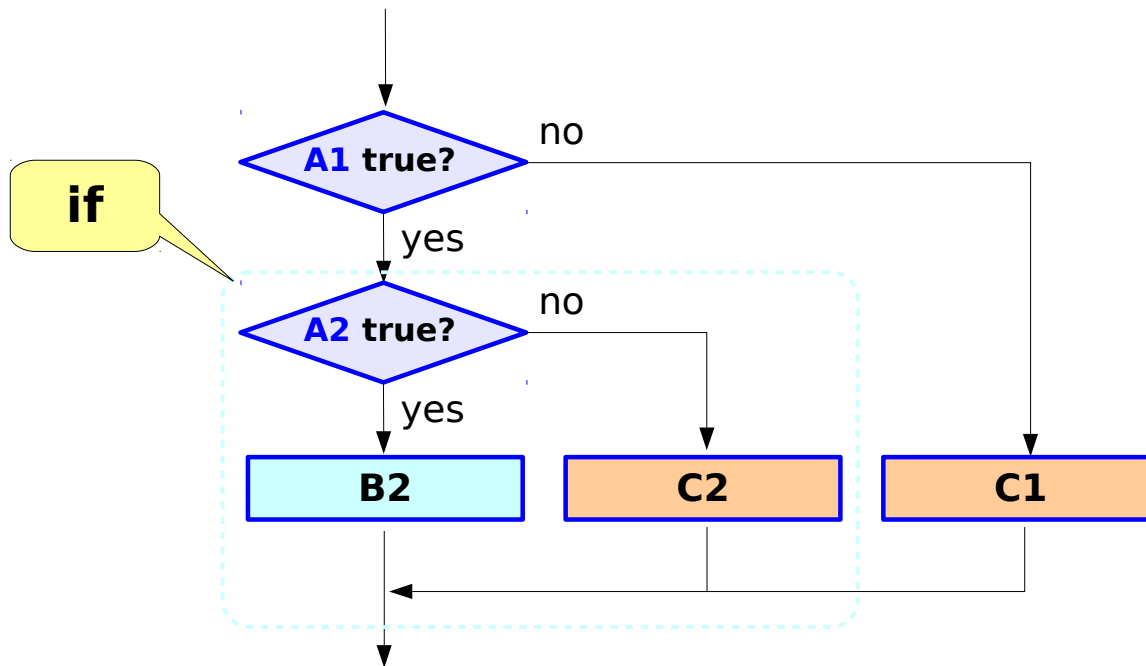 no
A1 true?
if
yes
no
A2 true?
yes
B2
C2
C1